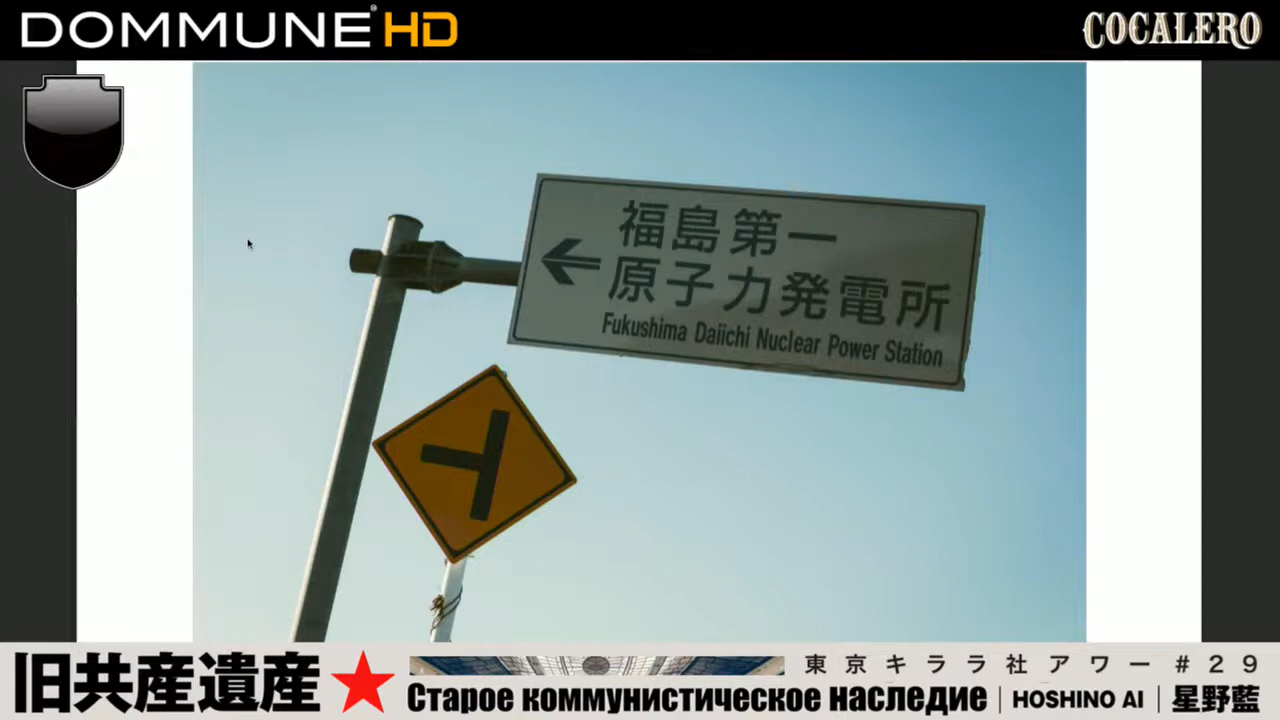 DOMMUNE® HD
COCALERO
福島第一
原子力発電所
Fukushima Daiichi Nuclear Power Station
旧共産遺産★
東京キララ社アワー#29
Старое коммунистическое наследие | HOSHINO AI | 星野藍